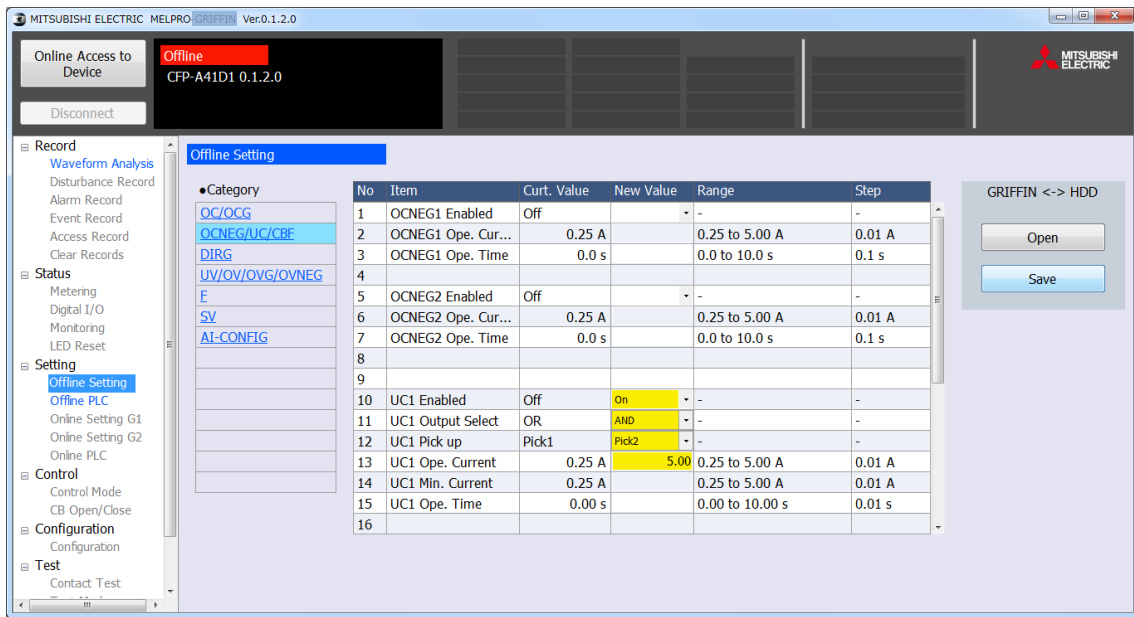 MITSUBISHI ELECTRIC MELPRO-GRIFFIN Ver.0.1.2.0
Online Access to Device
Disconnect
Offline
CFP-A41D1 0.1.2.0
MITSUBISHI
ELECTRIC
Record
Waveform Analysis
Disturbance Record
Alarm Record
Event Record
Access Record
Clear Records
Status
Metering
Digital I/O
Monitoring
LED Reset
Setting
Offline Setting
Offline PLC
Online Setting G1
Online Setting G2
Online PLC
Control
Control Mode
CB Open/Close
Configuration
Configuration
Test
Contact Test
Offline Setting
●Category
OC/OCG
OCNEG/UC/CBF
DIRG
UV/OV/OVG/OVNEG
F
SV
AI-CONFIG
No Item Curt. Value New Value Range Step
1 OCNEG1 Enabled Off - -
2 OCNEG1 Ope. Cur... 0.25 A 0.25 to 5.00 A 0.01 A
3 OCNEG1 Ope. Time 0.0 s 0.0 to 10.0 s 0.1 s
4
5 OCNEG2 Enabled Off - -
6 OCNEG2 Ope. Cur... 0.25 A 0.25 to 5.00 A 0.01 A
7 OCNEG2 Ope. Time 0.0 s 0.0 to 10.0 s 0.1 s
8
9
10 UC1 Enabled Off On - -
11 UC1 Output Select OR AND - -
12 UC1 Pick up Pick1 Pick2 - -
13 UC1 Ope. Current 0.25 A 5.00 0.25 to 5.00 A 0.01 A
14 UC1 Min. Current 0.25 A 0.25 to 5.00 A 0.01 A
15 UC1 Ope. Time 0.00 s 0.00 to 10.00 s 0.01 s
16
GRIFFIN <-> HDD
Open
Save